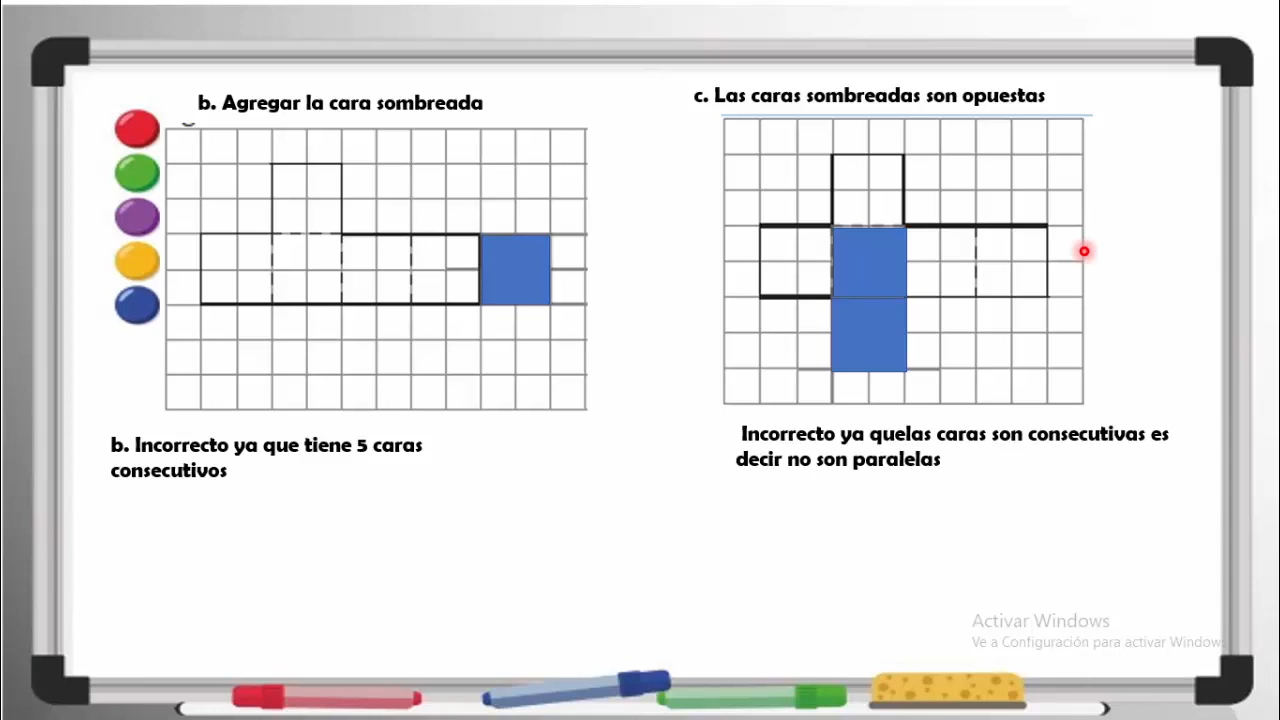 b. Agregar la cara sombreada
c. Las caras sombreadas son opuestas
b. Incorrecto ya que tiene 5 caras
consecutivos
Incorrecto ya quelas caras son consecutivas es
decir no son paralelas
Activar Windows
Ve a Configuración para activar Window